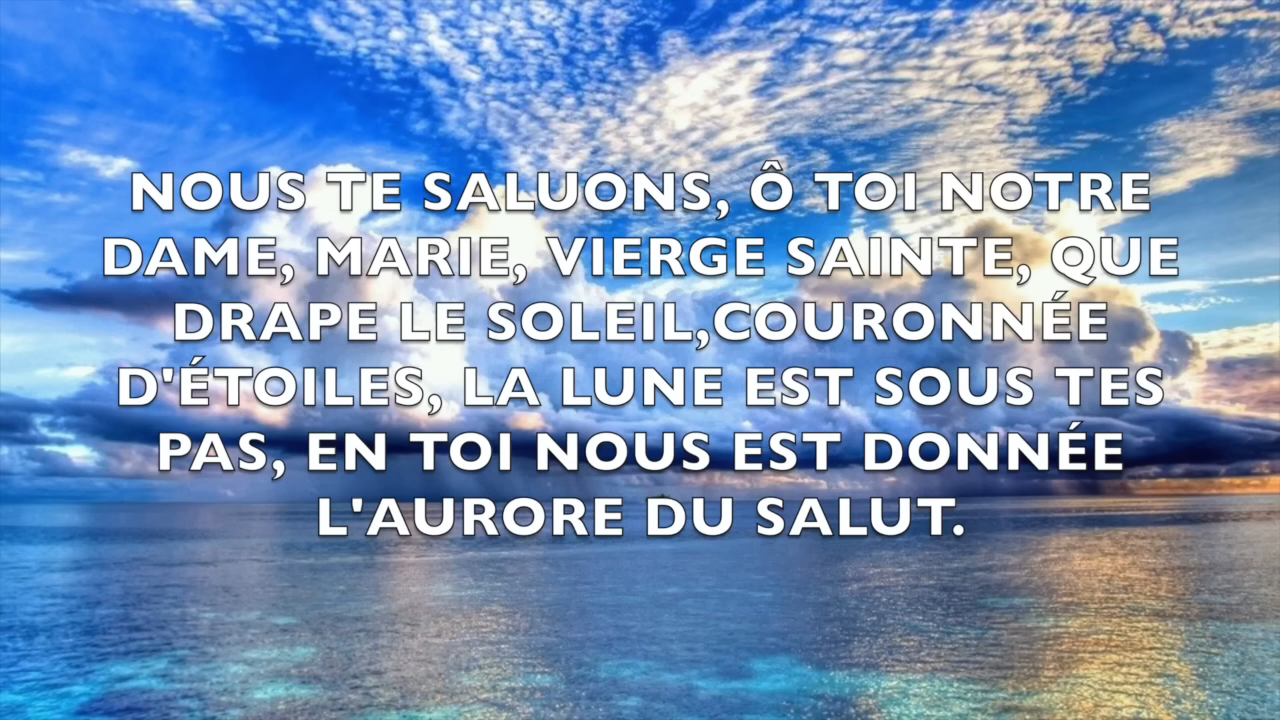 NOUS TE SALUONS, Ô TOI NOTRE
DAME, MARIE, VIERGE SAINTE, QUE
DRAPE LE SOLEIL,COURONNÉE
D'ÉTOILES, LA LUNE EST SOUS TES
PAS, EN TOI NOUS EST DONNÉE
L'AURORE DU SALUT.